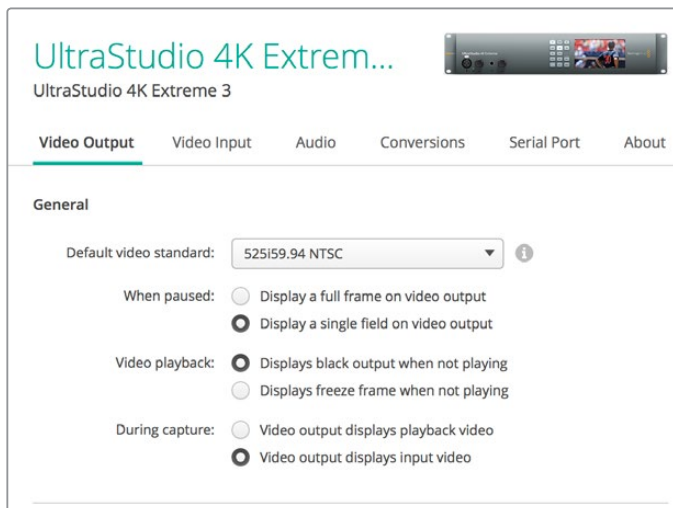 UltraStudio 4K Extrem...
UltraStudio 4K Extreme 3
Video Output Video Input Audio Conversions Serial Port About
General
Default video standard: 525i59.94 NTSC
When paused: Display a full frame on video output
Display a single field on video output
Video playback: Displays black output when not playing
Displays freeze frame when not playing
During capture: Video output displays playback video
Video output displays input video